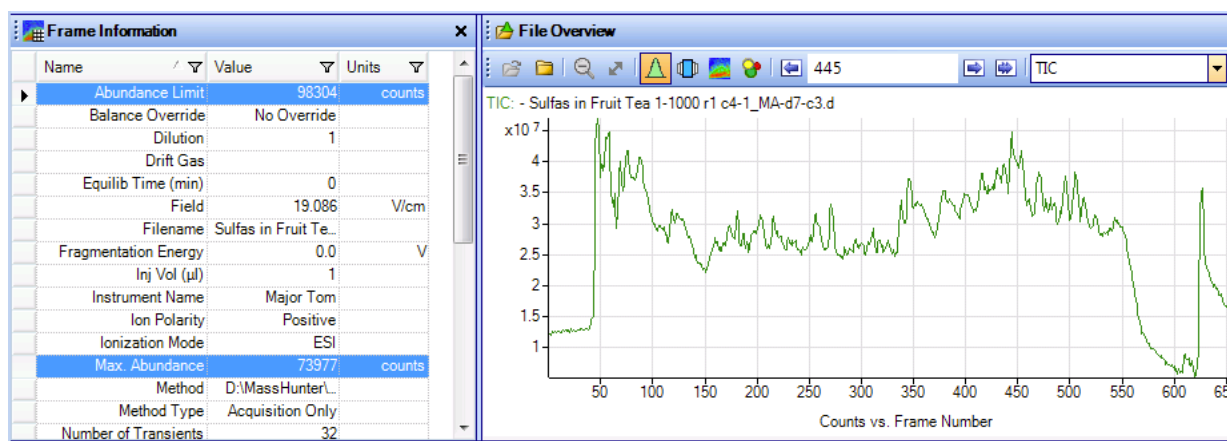 Frame Information
Name Value Units
Abundance Limit 98304 counts
Balance Override No Override
Dilution 1
Drift Gas
Equilib Time (min) 0
Field 19.086 V/cm
Filename Sulfas in Fruit Te...
Fragmentation Energy 0.0 V
Inj Vol (µl) 1
Instrument Name Major Tom
Ion Polarity Positive
Ionization Mode ESI
Max. Abundance 73977 counts
Method D:\MassHunter\...
Method Type Acquisition Only
Number of Transients 32
File Overview
445 TIC
TIC: - Sulfas in Fruit Tea 1-1000 r1 c4-1_MA-d7-c3.d
x10 7
4
3.5
3
2.5
2
1.5
1
50 100 150 200 250 300 350 400 450 500 550 600 65
Counts vs. Frame Number